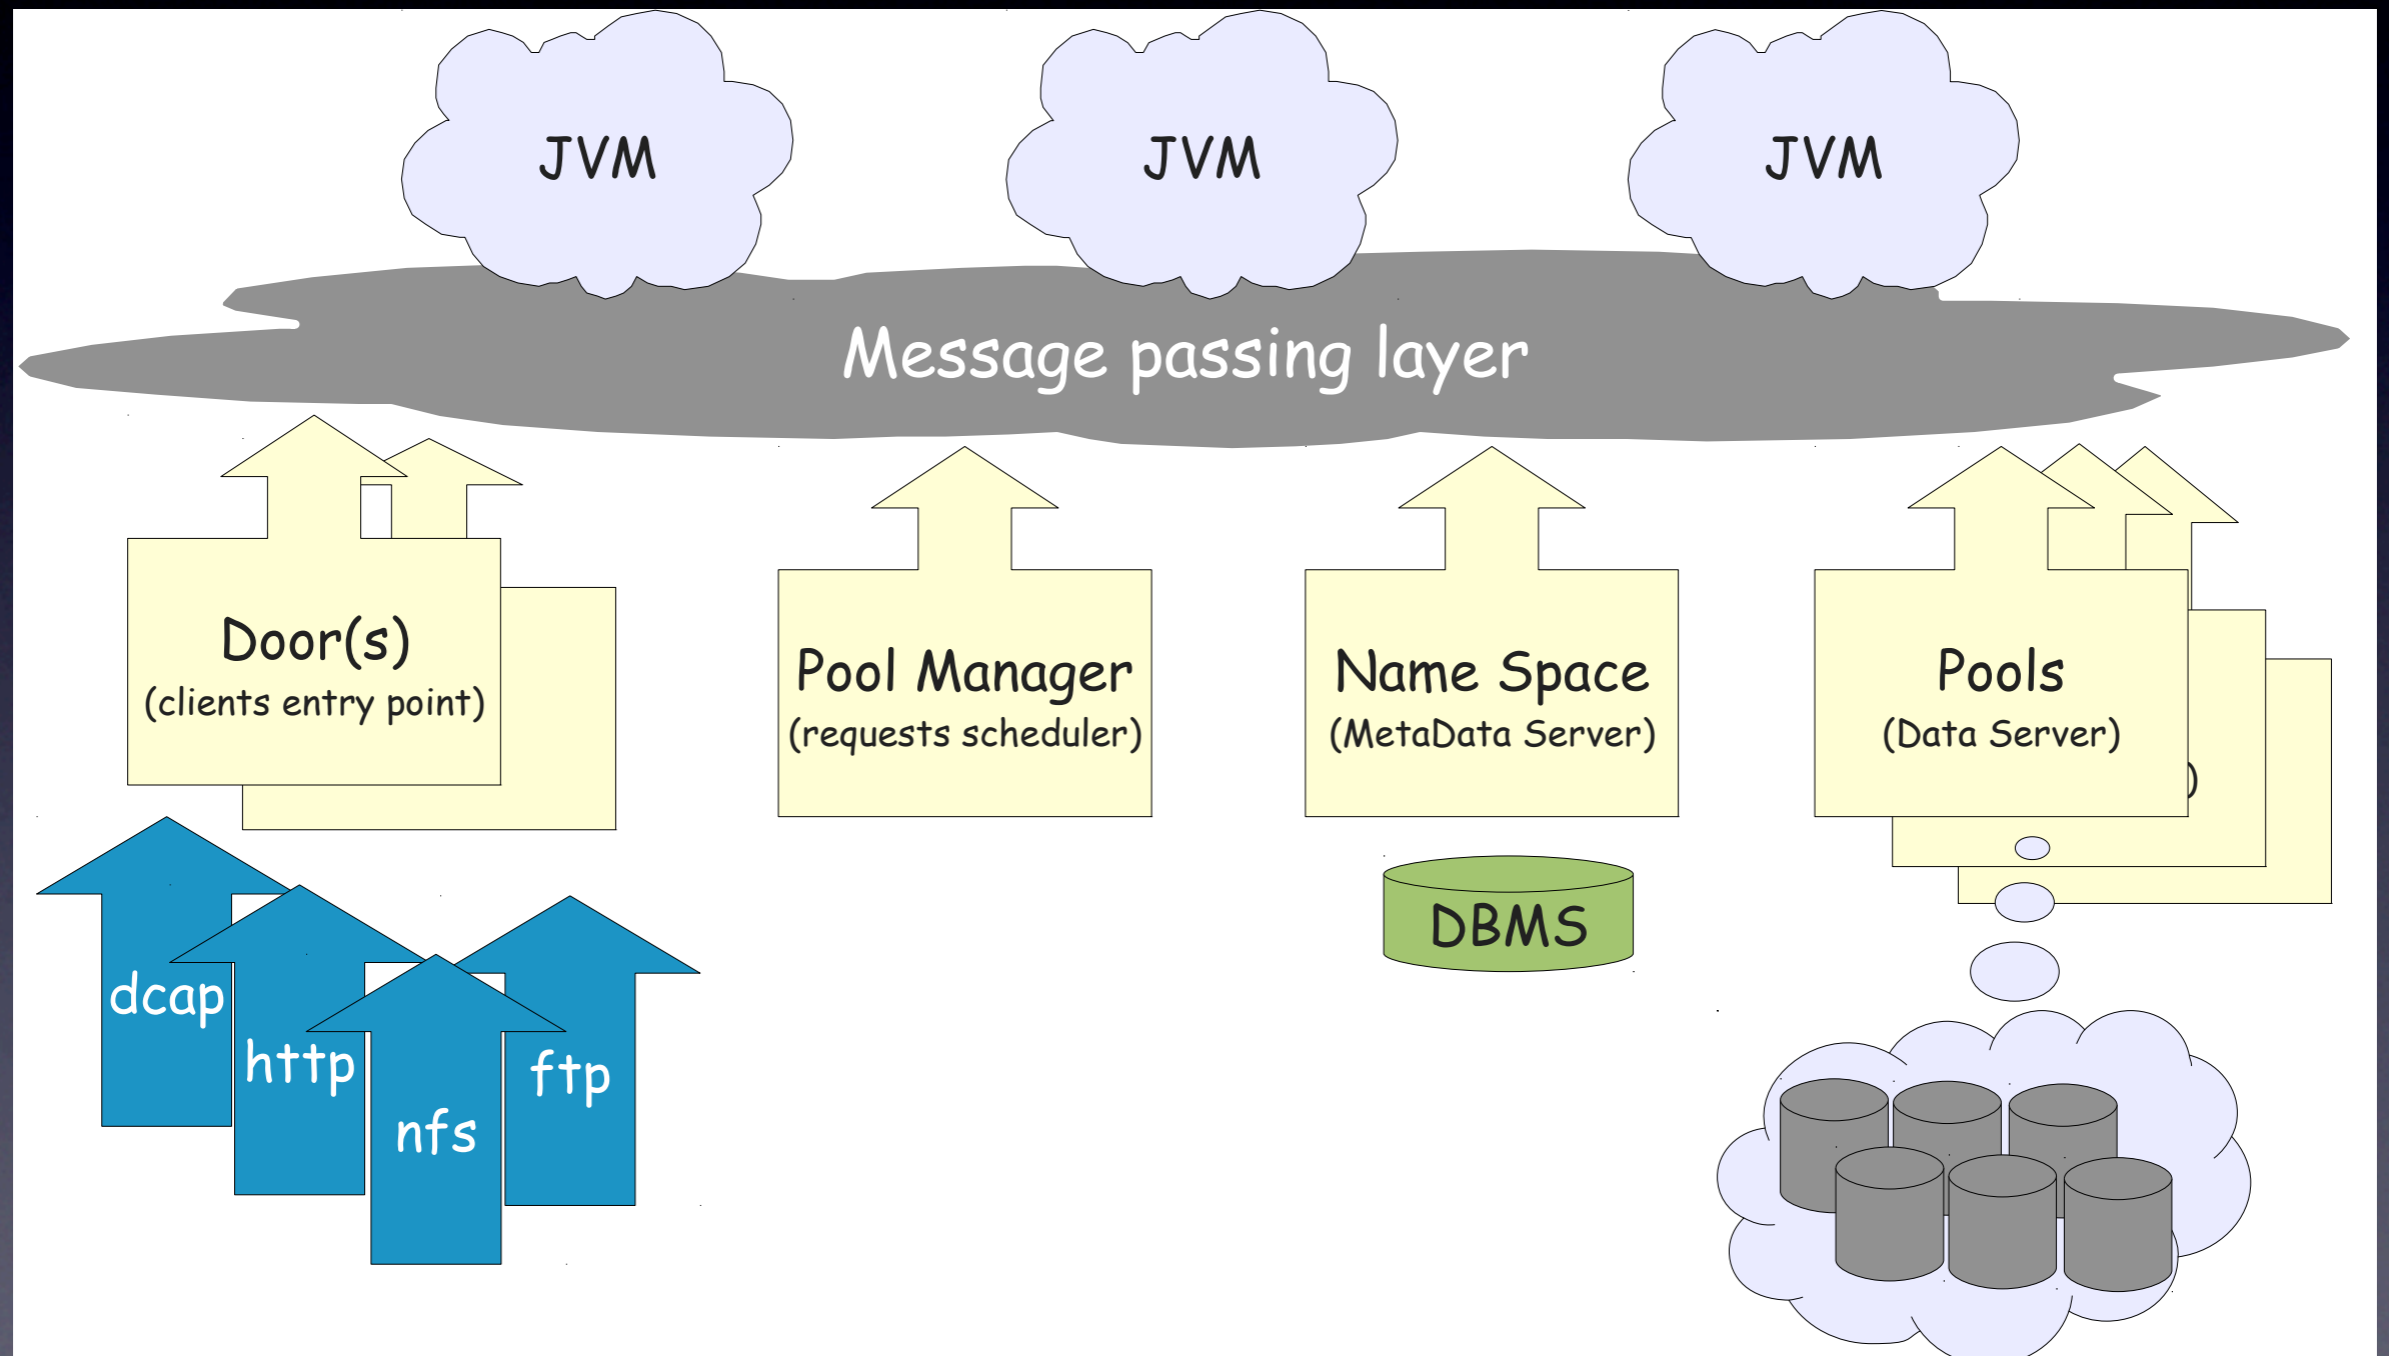 JVM
JVM
JVM
Message passing layer
Door(s)
(clients entry point)
Pool Manager
(requests scheduler)
Name Space
(MetaData Server)
Pools
(Data Server)
)
DBMS
dcap
http
nfs
ftp